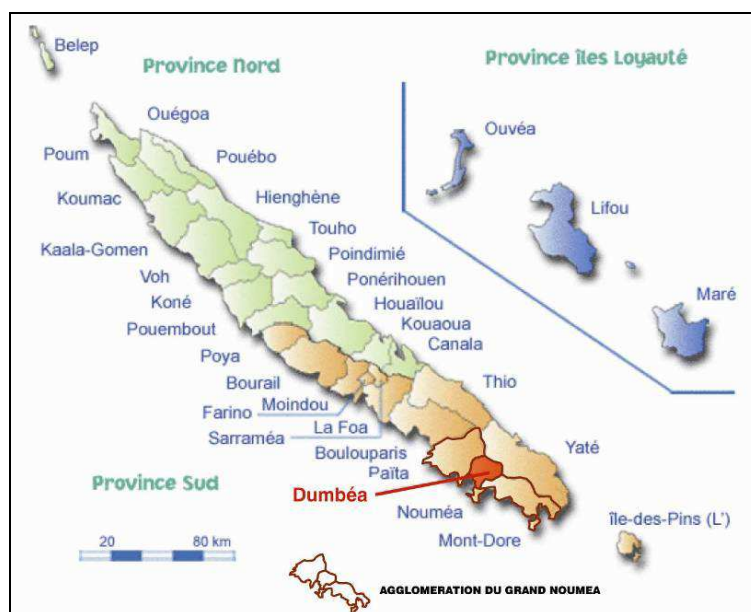 Belep
Province Nord
Province îles Loyauté
Ouégoa
Ouvéa
Poum
Pouébo
Koumac
Hienghène
Lifou
Touho
Kaala-Gomen
Poindimié
Voh
Ponérihouen
Koné
Houaïlou
Maré
Pouembout
Kouaoua
Canala
Poya
Thio
Bourail
Farino
Moindou
La Foa
Sarraméa
Boulouparis
Yaté
Païta
Province Sud
Dumbéa
Nouméa
île-des-Pins (L')
Mont-Dore
20 80 km
AGGLOMERATION DU GRAND NOUMEA